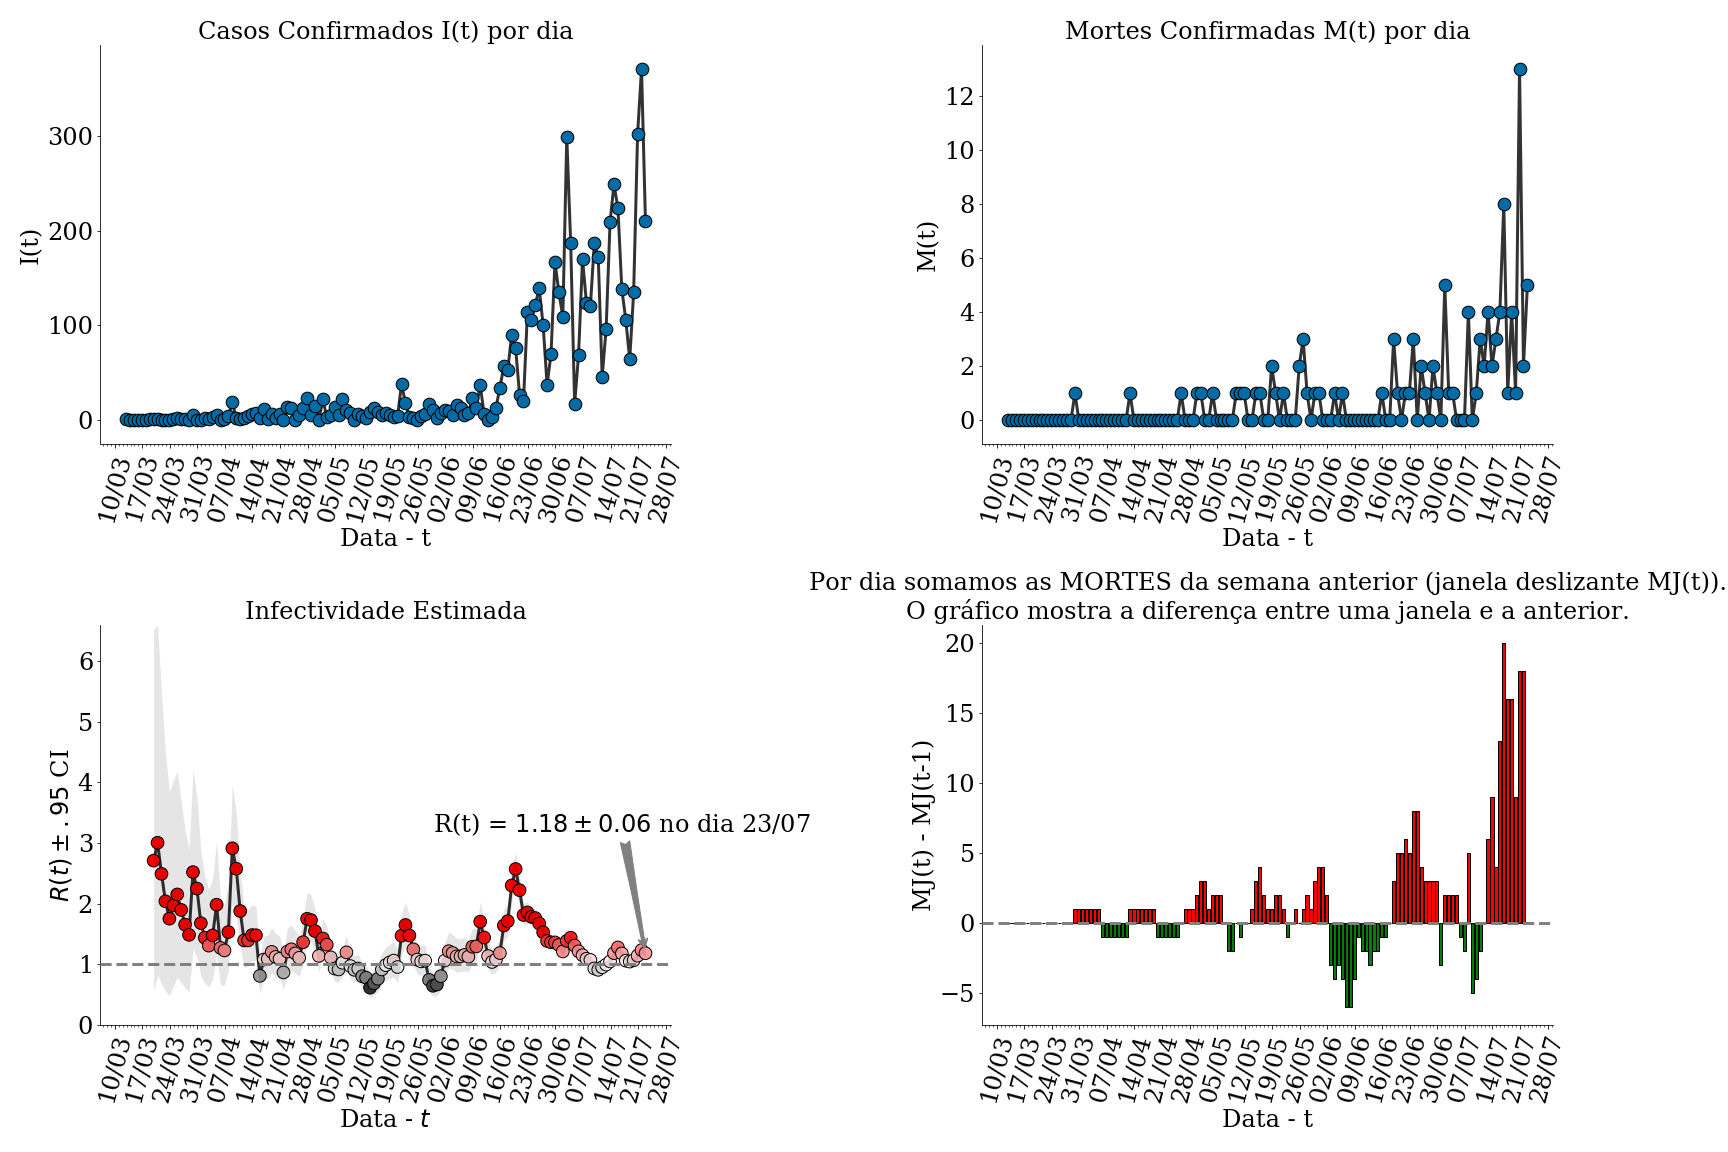 Casos Confirmados I(t) por dia
I(t)
300
200
100
0
10/03 17/03 24/03 31/03 07/04 14/04 21/04 28/04 05/05 12/05 19/05 26/05 02/06 09/06 16/06 23/06 30/06 07/07 14/07 21/07 28/07
Data - t
Mortes Confirmadas M(t) por dia
M(t)
12
10
8
6
4
2
0
10/03 17/03 24/03 31/03 07/04 14/04 21/04 28/04 05/05 12/05 19/05 26/05 02/06 09/06 16/06 23/06 30/06 07/07 14/07 21/07 28/07
Data - t
Infectividade Estimada
R(t) ± .95 CI
6
5
4
3
2
1
0
R(t) = 1.18 ± 0.06 no dia 23/07
10/03 17/03 24/03 31/03 07/04 14/04 21/04 28/04 05/05 12/05 19/05 26/05 02/06 09/06 16/06 23/06 30/06 07/07 14/07 21/07 28/07
Data - t
Por dia somamos as MORTES da semana anterior (janela deslizante MJ(t)).
O gráfico mostra a diferença entre uma janela e a anterior.
MJ(t) - MJ(t-1)
20
15
10
5
0
−5
10/03 17/03 24/03 31/03 07/04 14/04 21/04 28/04 05/05 12/05 19/05 26/05 02/06 09/06 16/06 23/06 30/06 07/07 14/07 21/07 28/07
Data - t